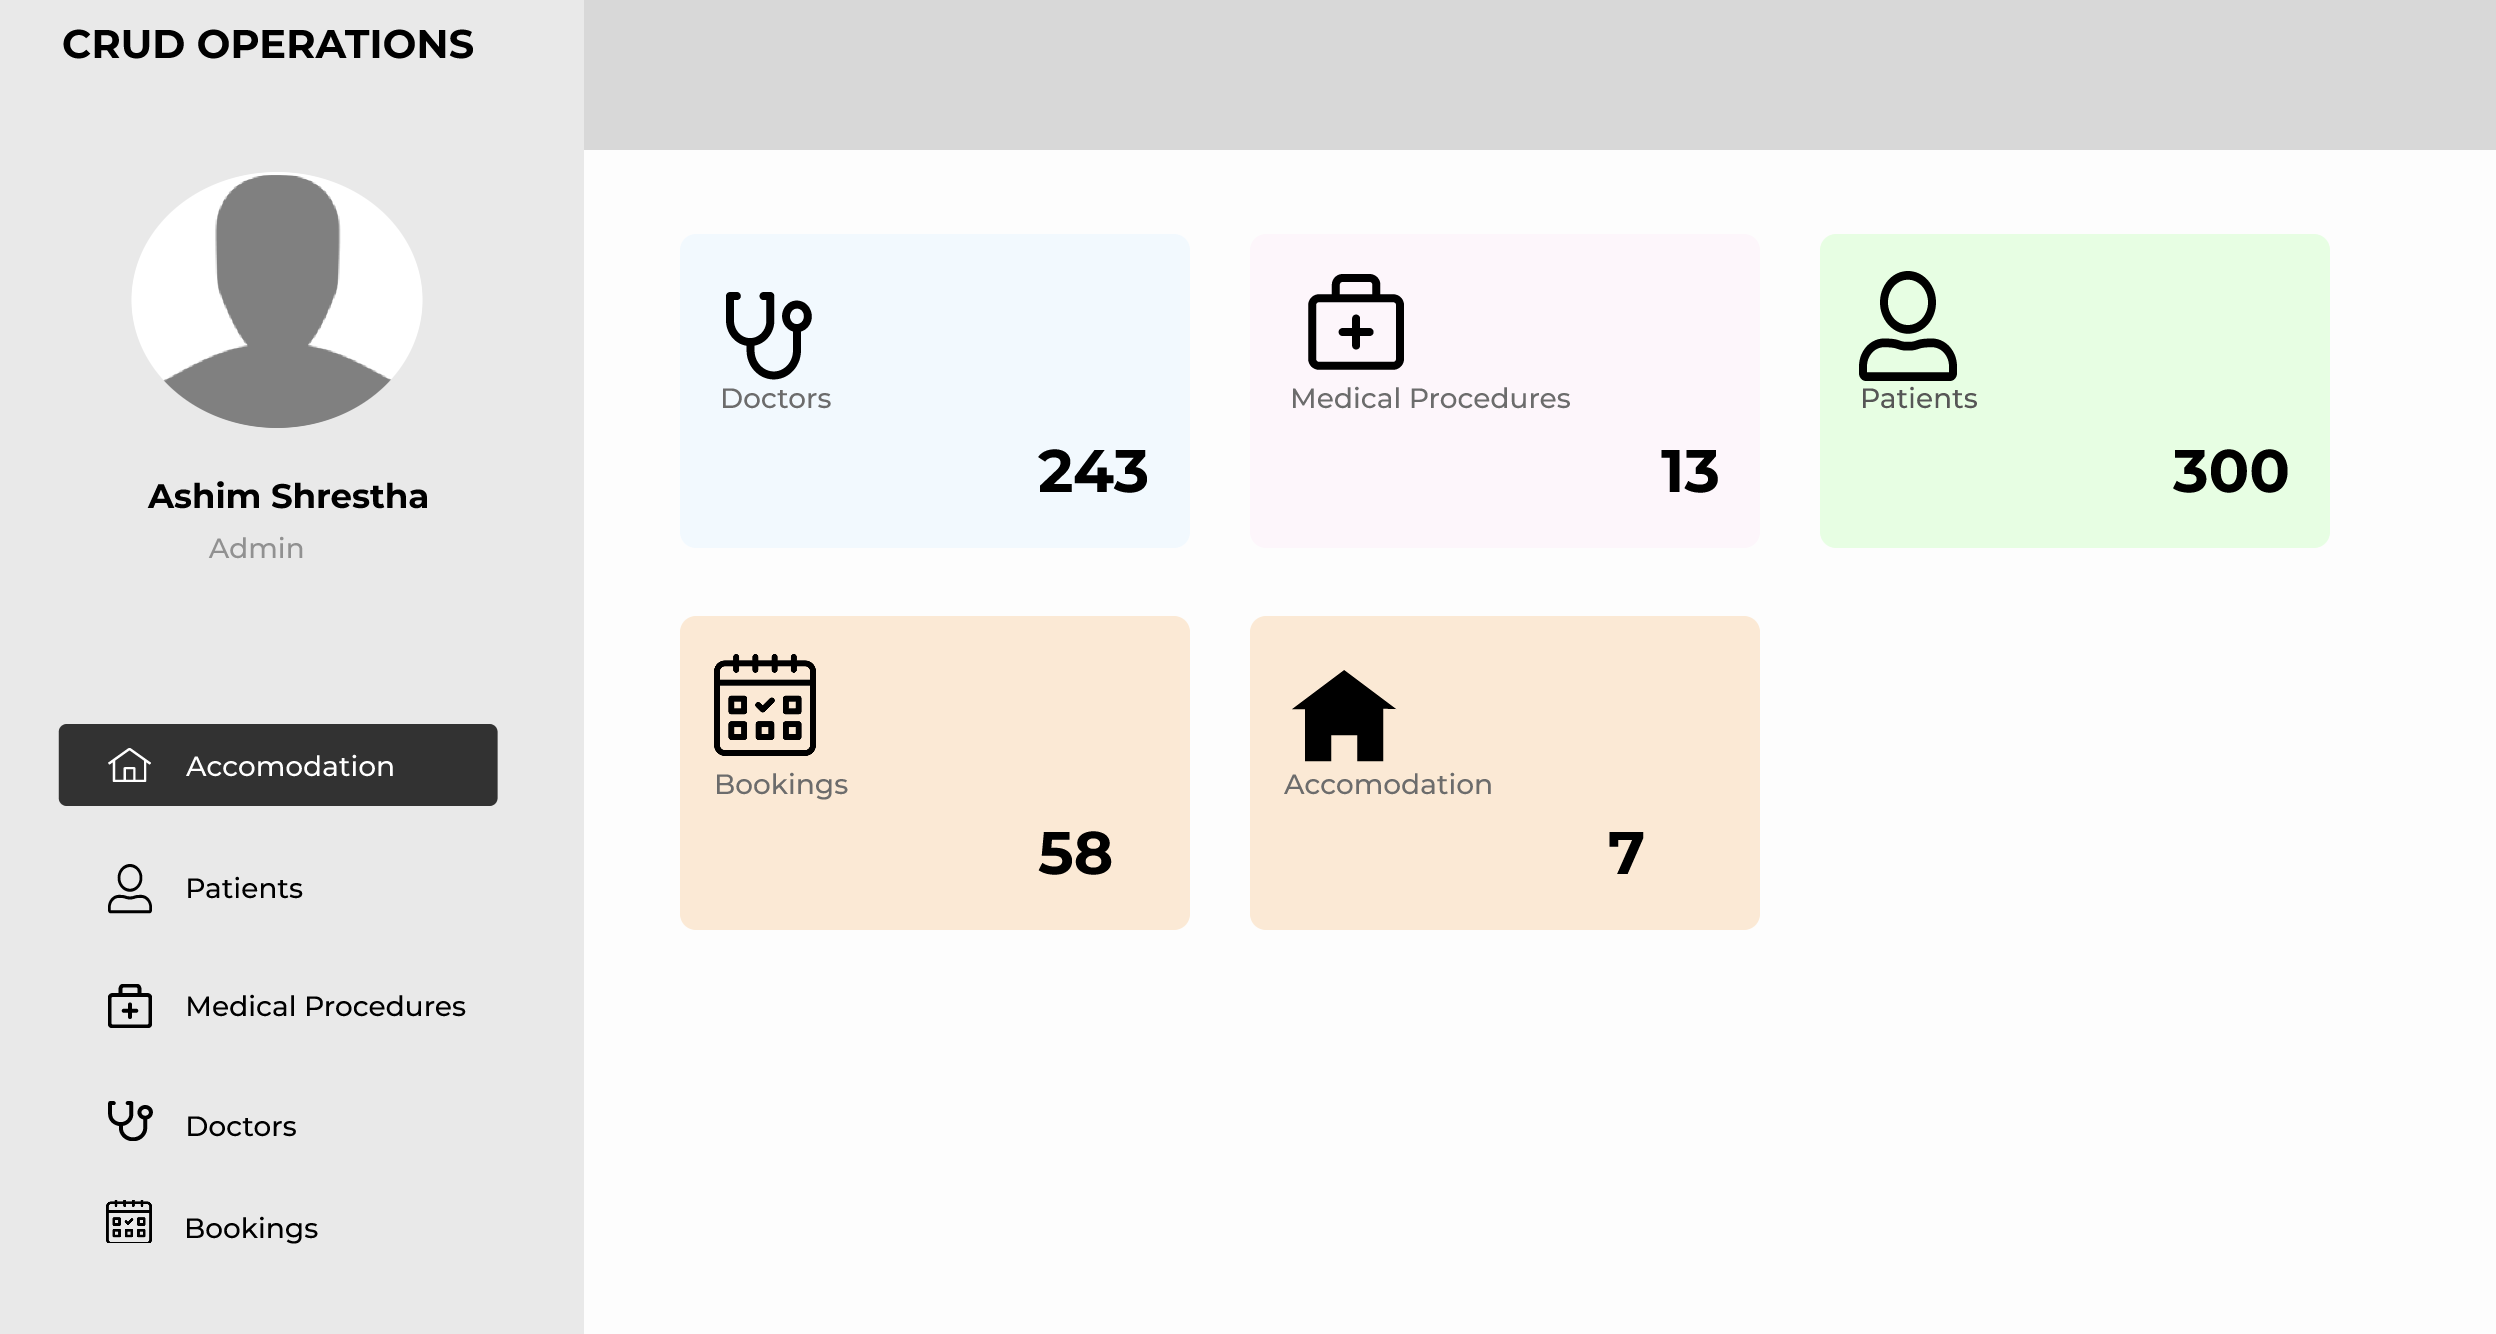 CRUD OPERATIONS
Ashim Shrestha
Admin
Accomodation
Patients
Medical Procedures
Doctors
Bookings
Doctors
243
Medical Procedures
13
Patients
300
Bookings
58
Accomodation
7